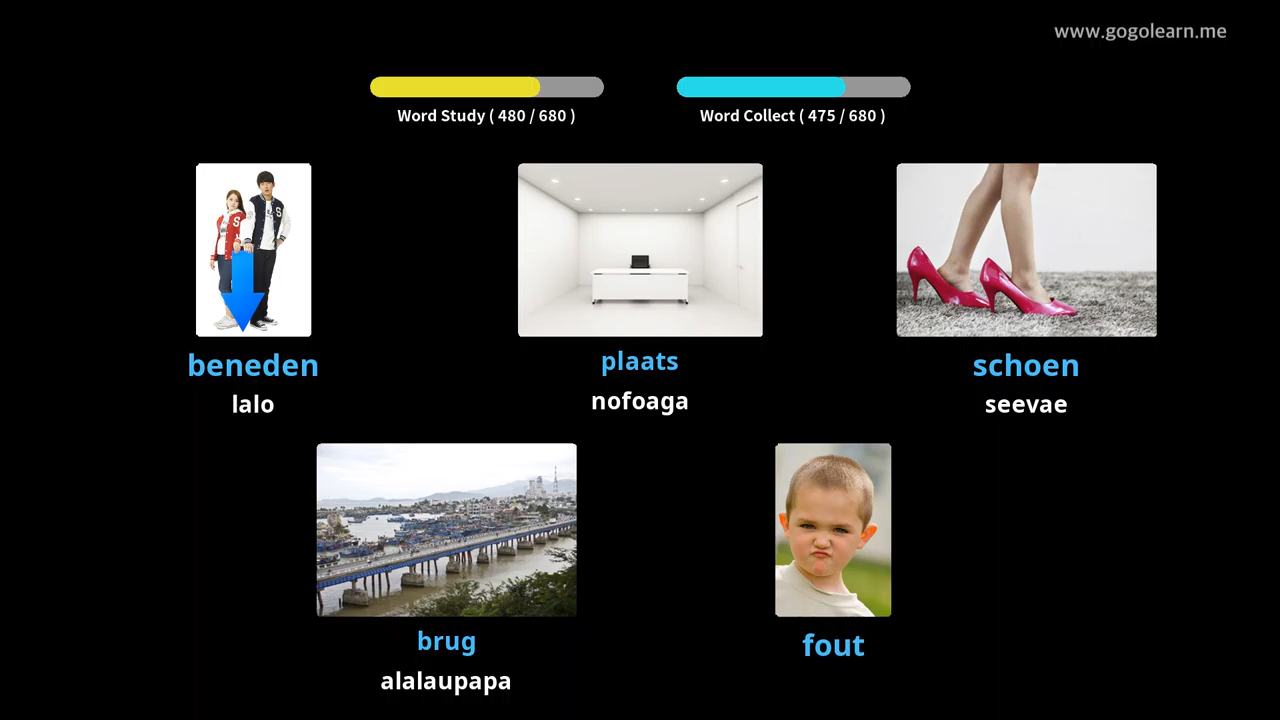 www.gogolearn.me
Word Study ( 480 / 680 )
Word Collect ( 475 / 680 )
beneden
lalo
plaats
nofoaga
schoen
seevae
brug
alalaupapa
fout